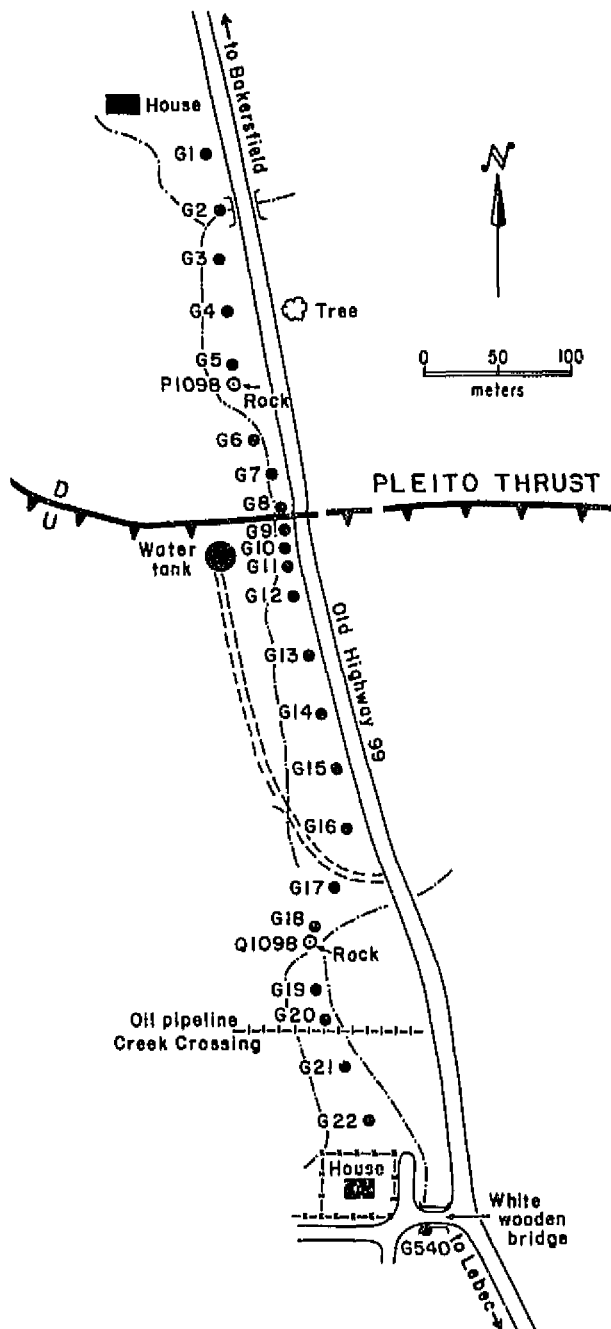 to Bakersfield
House
G1
G2
N
G3
G4
Tree
G5
P1098
Rock
0 50 100
meters
G6
G7
PLEITO THRUST
D
U
G8
G9
Water
tank
G10
G11
G12
Old Highway 99
G13
G14
G15
G16
G17
G18
Q1098
Rock
G19
G20
Oil pipeline
Creek Crossing
G21
G22
House
White
wooden
bridge
G540
to Lebec